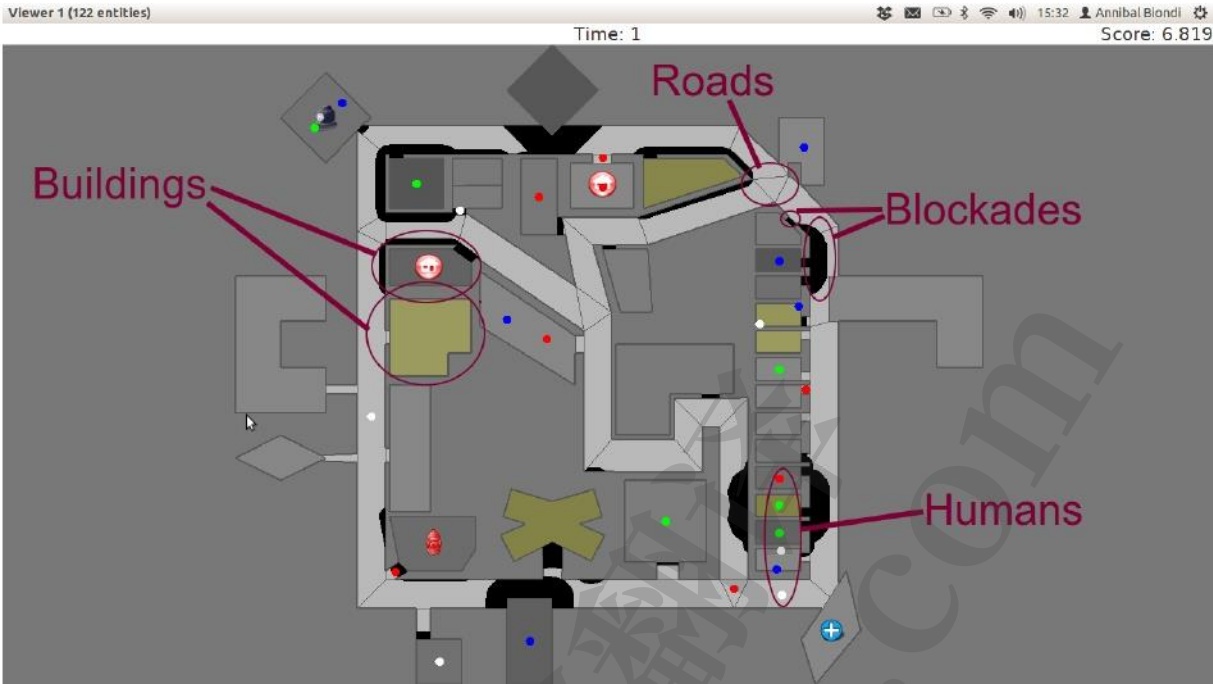 Viewer 1 (122 entities)
15:32 Annibal Biondi
Time: 1
Score: 6.819
Roads
Buildings
Blockades
Humans